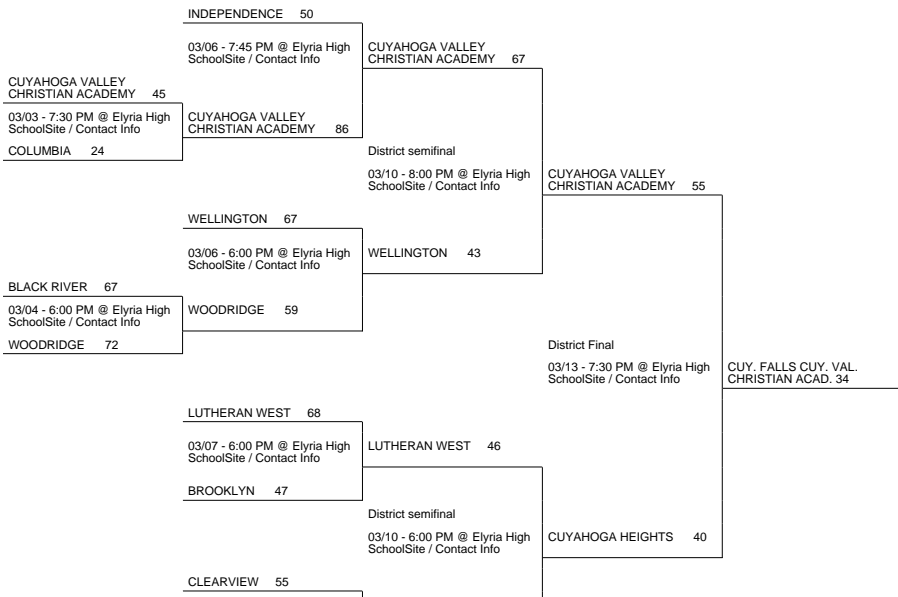 INDEPENDENCE 50
03/06 - 7:45 PM @ Elyria High
SchoolSite / Contact Info
CUYAHOGA VALLEY
CHRISTIAN ACADEMY 67
CUYAHOGA VALLEY
CHRISTIAN ACADEMY 45
03/03 - 7:30 PM @ Elyria High
SchoolSite / Contact Info
CUYAHOGA VALLEY
CHRISTIAN ACADEMY 86
COLUMBIA 24
District semifinal
03/10 - 8:00 PM @ Elyria High
SchoolSite / Contact Info
CUYAHOGA VALLEY
CHRISTIAN ACADEMY 55
WELLINGTON 67
03/06 - 6:00 PM @ Elyria High
SchoolSite / Contact Info
WELLINGTON 43
BLACK RIVER 67
03/04 - 6:00 PM @ Elyria High
SchoolSite / Contact Info
WOODRIDGE 59
WOODRIDGE 72
District Final
03/13 - 7:30 PM @ Elyria High
SchoolSite / Contact Info
CUY. FALLS CUY. VAL.
CHRISTIAN ACAD. 34
LUTHERAN WEST 68
03/07 - 6:00 PM @ Elyria High
SchoolSite / Contact Info
LUTHERAN WEST 46
BROOKLYN 47
District semifinal
03/10 - 6:00 PM @ Elyria High
SchoolSite / Contact Info
CUYAHOGA HEIGHTS 40
CLEARVIEW 55